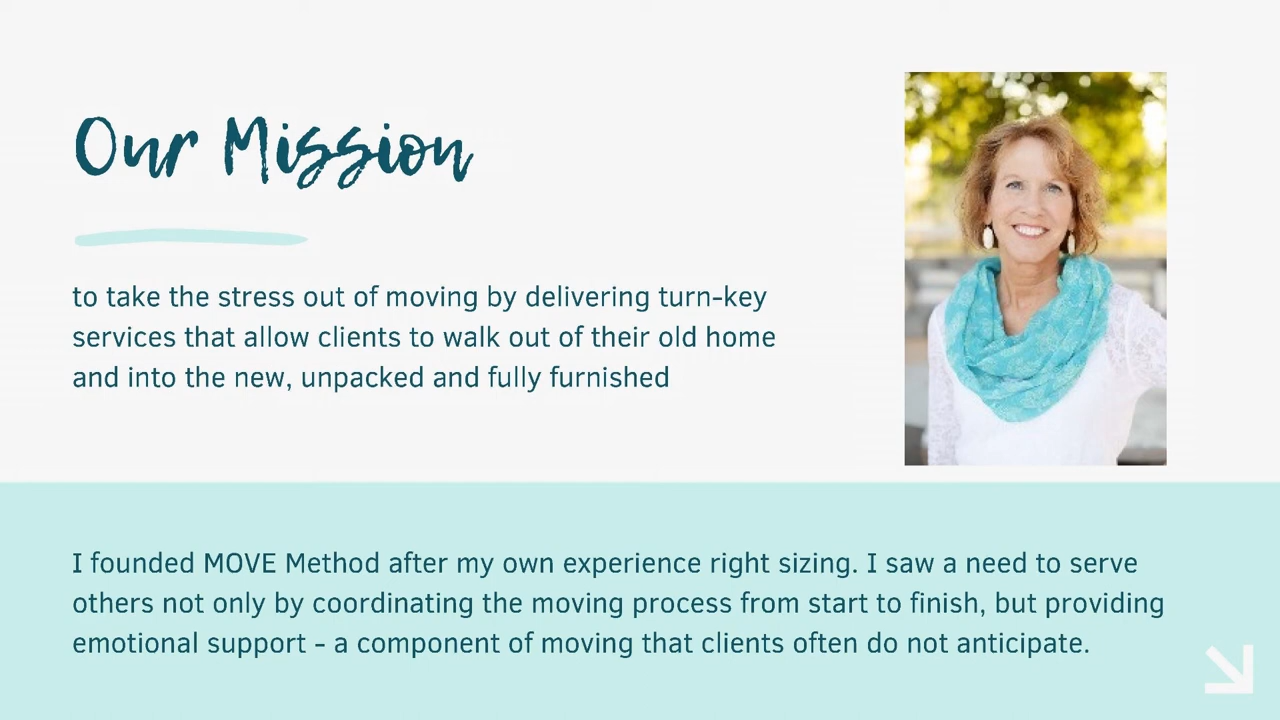 Our Mission
to take the stress out of moving by delivering turn-key
services that allow clients to walk out of their old home
and into the new, unpacked and fully furnished
I founded MOVE Method after my own experience right sizing. I saw a need to serve
others not only by coordinating the moving process from start to finish, but providing
emotional support - a component of moving that clients often do not anticipate.